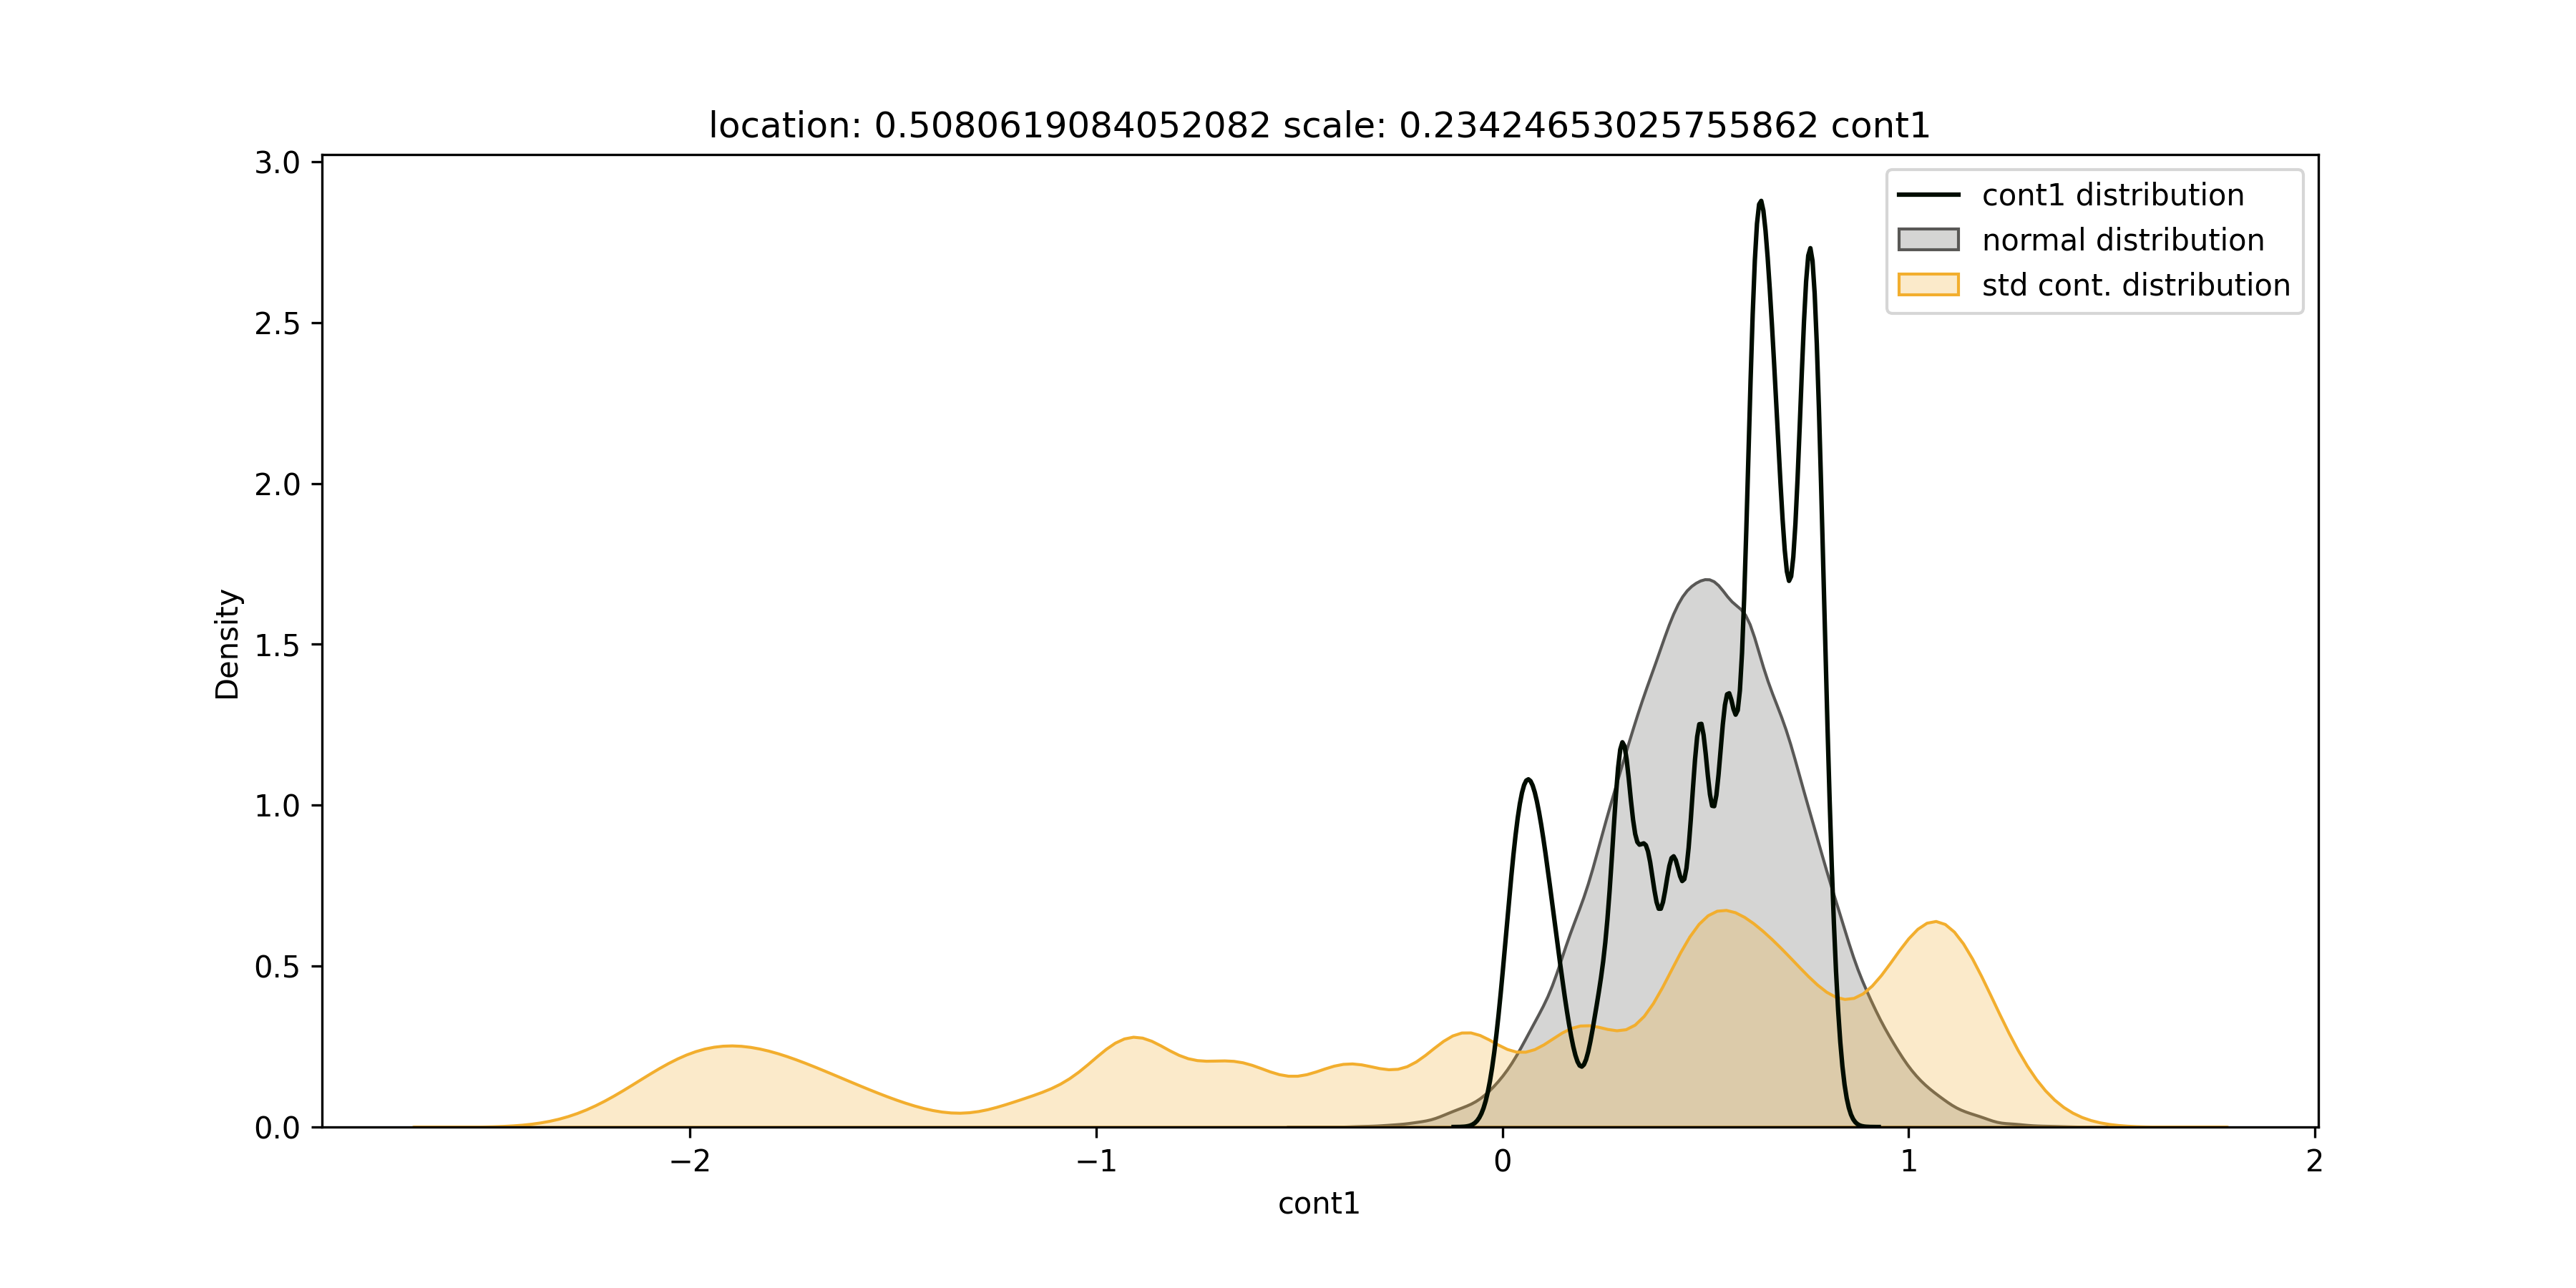 location: 0.5080619084052082 scale: 0.23424653025755862 cont1
cont1 distribution
normal distribution
std cont. distribution
3.0
2.5
2.0
1.5
1.0
0.5
0.0
Density
−2
−1
0
1
2
cont1